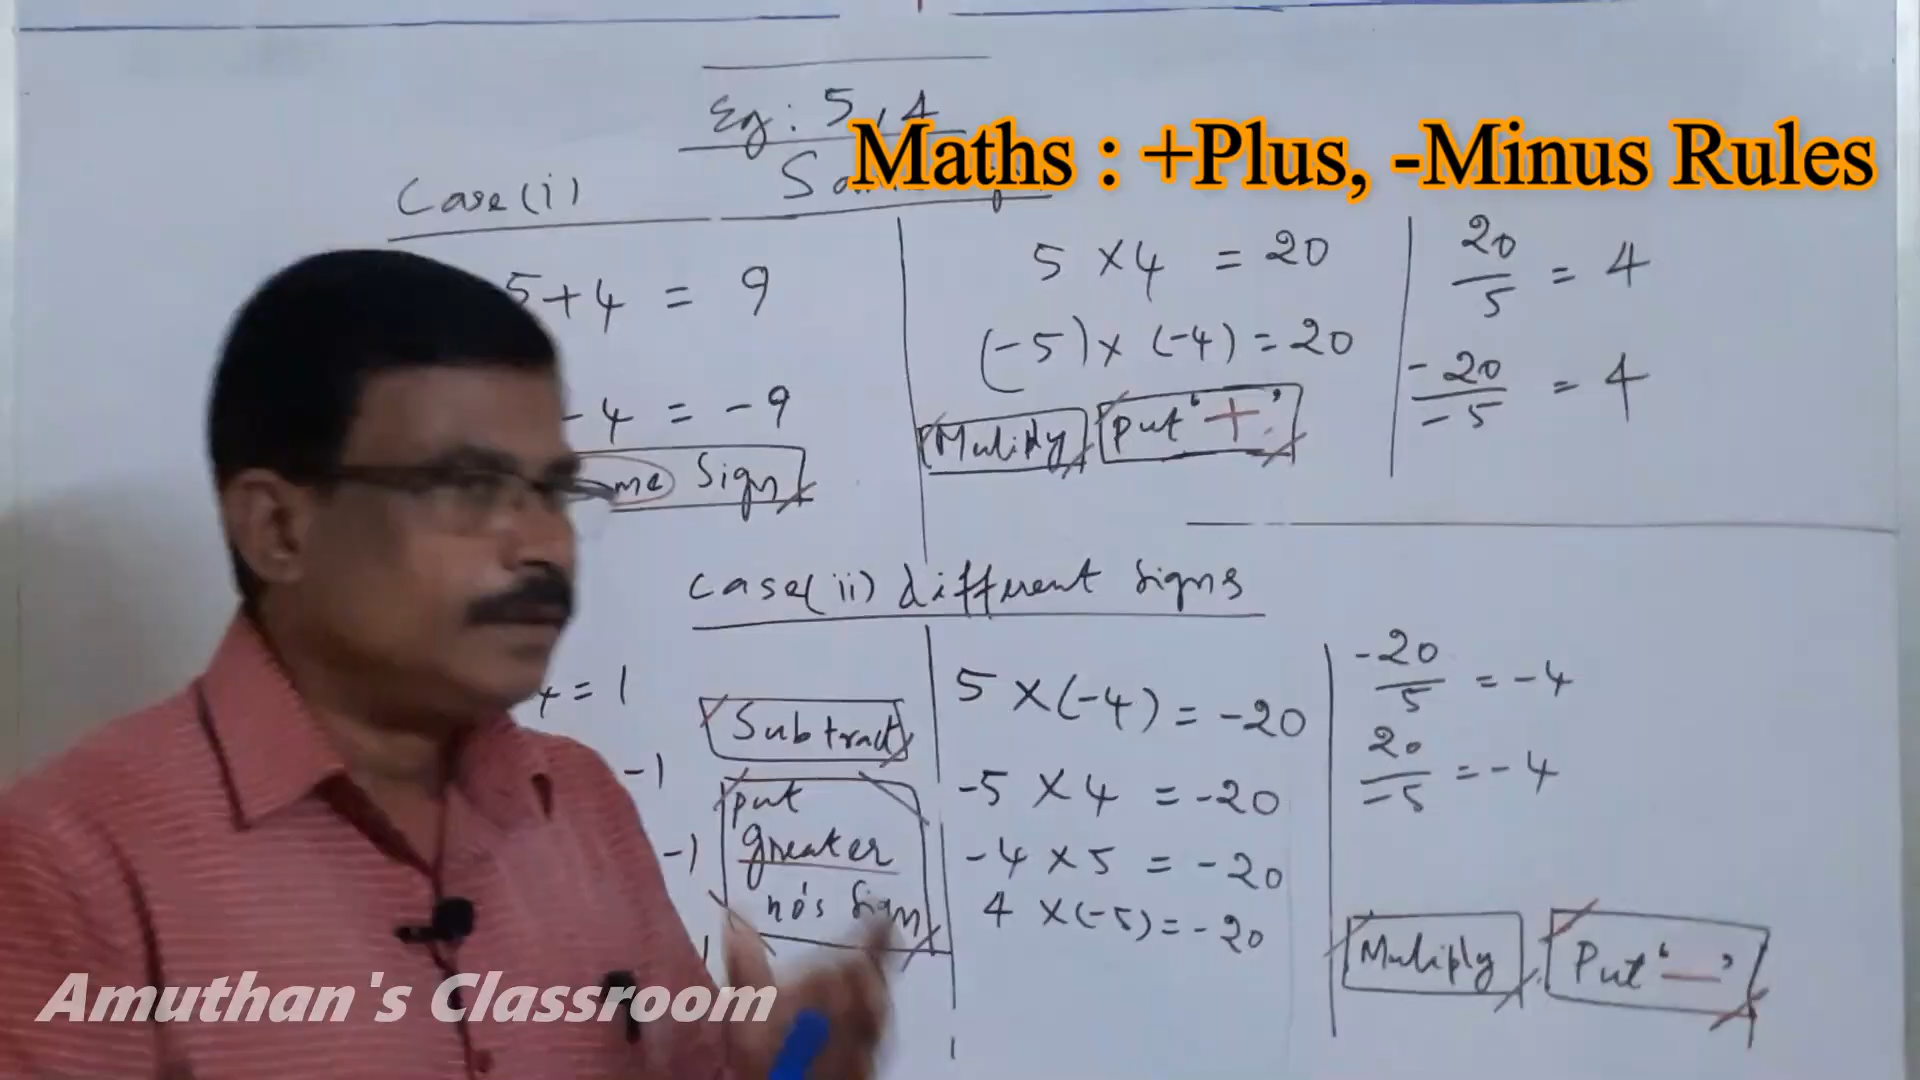 Eg: 5, 4
Maths : +Plus, -Minus Rules
Case(i)
5+4 = 9
- 4 = -9
Sign
5 × 4 = 20
(-5) × (-4) = 20
Muliply
put '+'
20/5 = 4
-20/-5 = 4
case(ii) different signs
4 = 1
-1
-1
Subtract
put
greater
no's sign
5 × (-4) = -20
-5 × 4 = -20
-4 × 5 = -20
4 × (-5) = -20
-20/5 = -4
20/-5 = -4
Muliply
Put '—'
Amuthan's Classroom